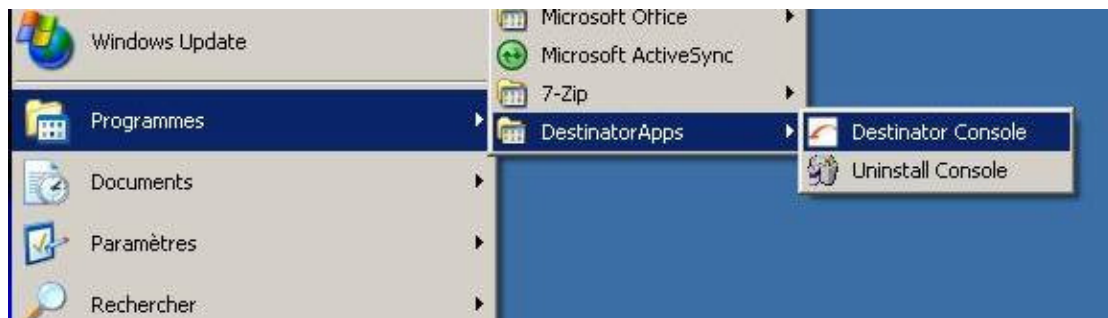 Windows Update
Programmes
Documents
Paramètres
Rechercher
Microsoft Office
Microsoft ActiveSync
7-Zip
DestinatorApps
Destinator Console
Uninstall Console